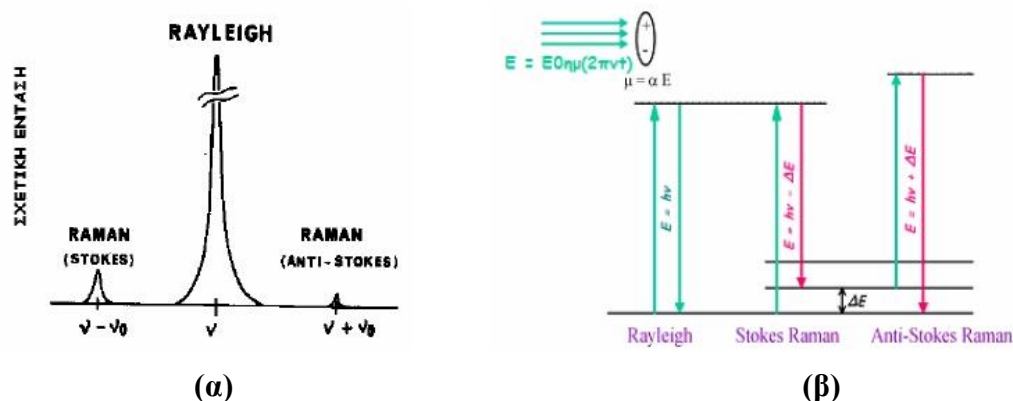 RAYLEIGH
ΣΧΕΤΙΚΗ ΕΝΤΑΣΗ
RAMAN
(STOKES)
RAMAN
(ANTI-STOKES)
ν - ν0
ν
ν + ν0
(α)
+
-
E = E0ημ(2πνt)
μ = α E
E = hν
E = hν - ΔE
E = hν + ΔE
ΔE
Rayleigh
Stokes Raman
Anti-Stokes Raman
(β)